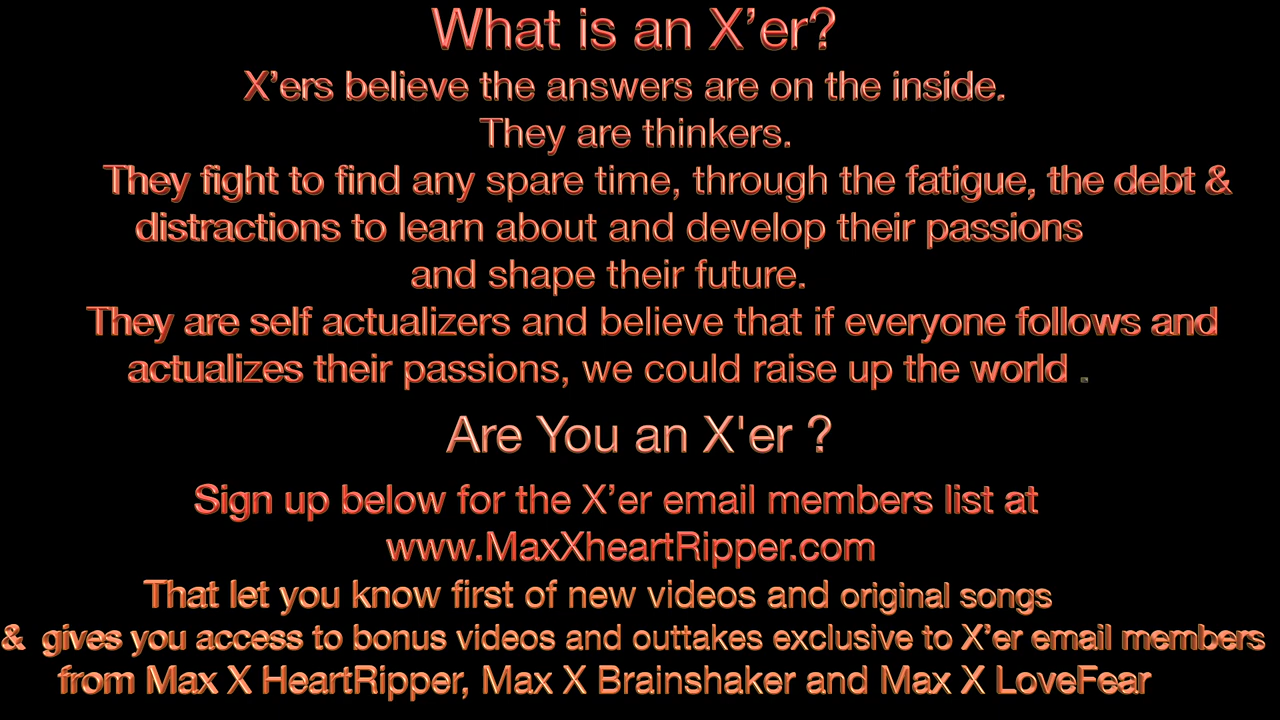 What is an X’er?
X’ers believe the answers are on the inside.
They are thinkers.
They fight to find any spare time, through the fatigue, the debt &
distractions to learn about and develop their passions
and shape their future.
They are self actualizers and believe that if everyone follows and
actualizes their passions, we could raise up the world .
Are You an X'er ?
Sign up below for the X’er email members list at
www.MaxXheartRipper.com
That let you know first of new videos and original songs
& gives you access to bonus videos and outtakes exclusive to X’er email members
from Max X HeartRipper, Max X Brainshaker and Max X LoveFear